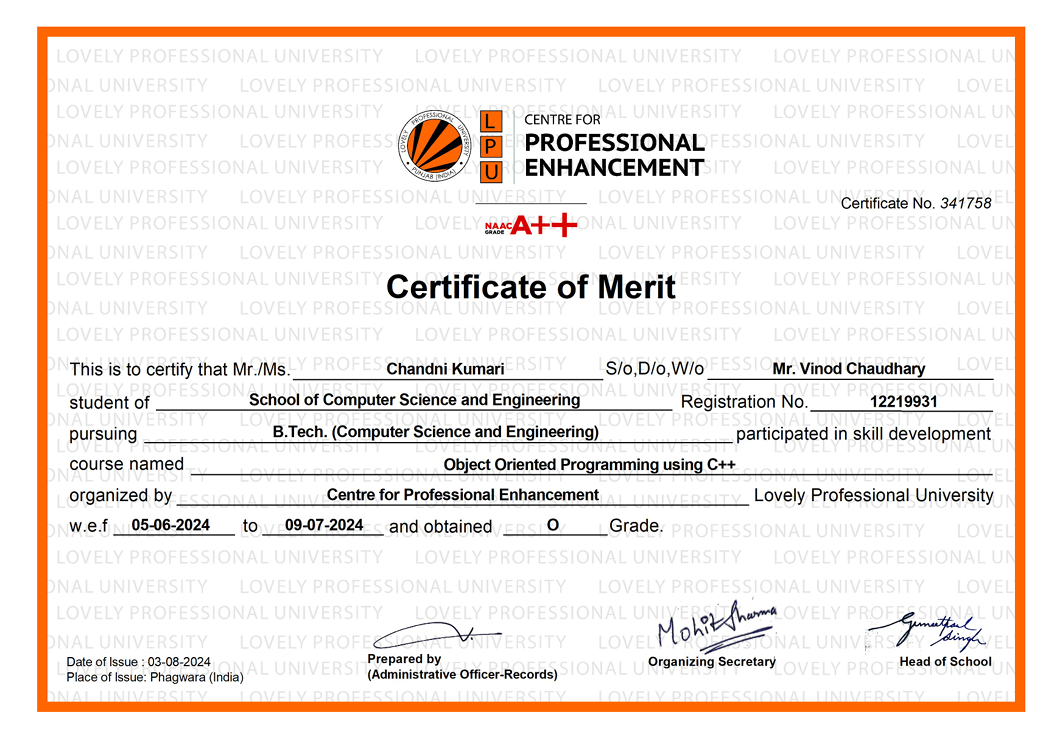 LOVELY PROFESSIONAL UNIVERSITY
PUNJAB (INDIA)
L
P
U
CENTRE FOR
PROFESSIONAL
ENHANCEMENT
Certificate No. 341758
NAAC
GRADE
A++
Certificate of Merit
This is to certify that Mr./Ms. Chandni Kumari S/o,D/o,W/o Mr. Vinod Chaudhary
student of School of Computer Science and Engineering Registration No. 12219931
pursuing B.Tech. (Computer Science and Engineering) participated in skill development
course named Object Oriented Programming using C++
organized by Centre for Professional Enhancement Lovely Professional University
w.e.f 05-06-2024 to 09-07-2024 and obtained O Grade.
Mohit Sharma
Singh
Date of Issue : 03-08-2024
Place of Issue: Phagwara (India)
Prepared by
(Administrative Officer-Records)
Organizing Secretary
Head of School